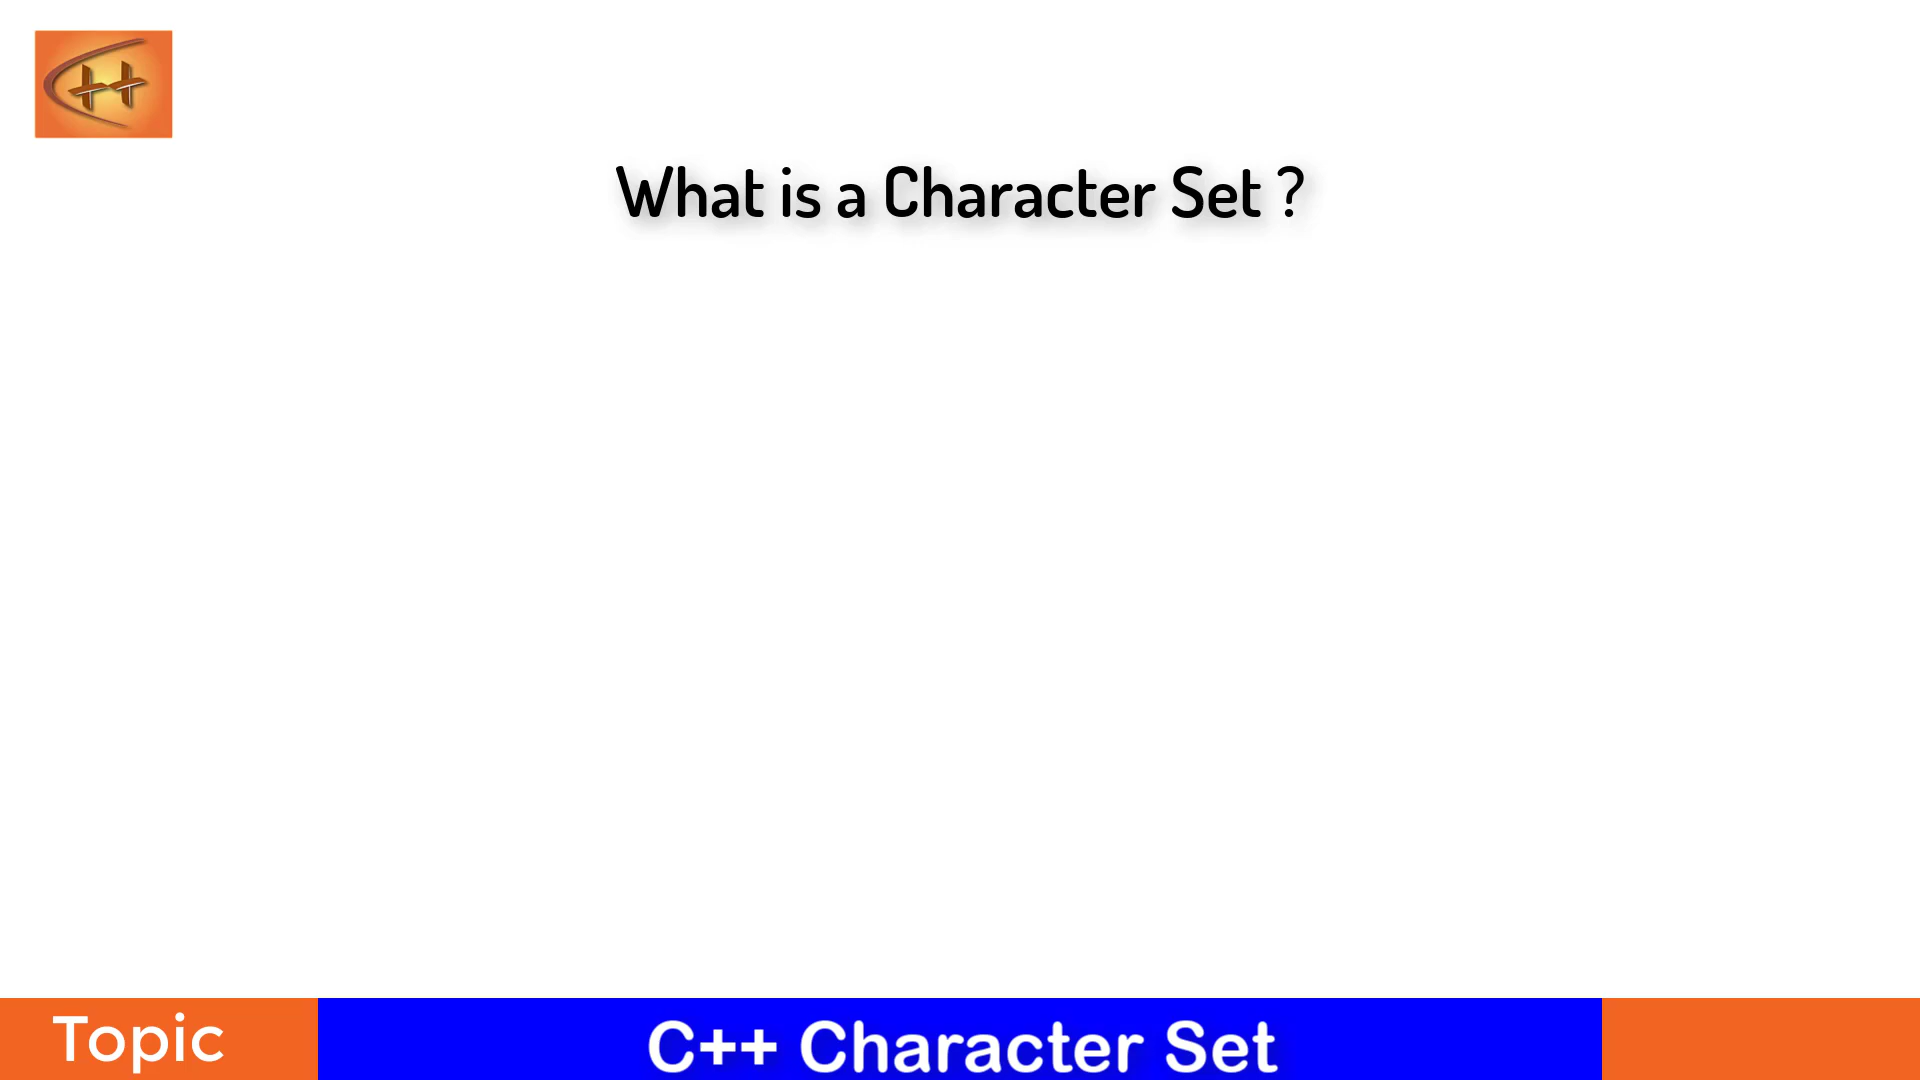 C++
What is a Character Set ?
Topic
C++ Character Set